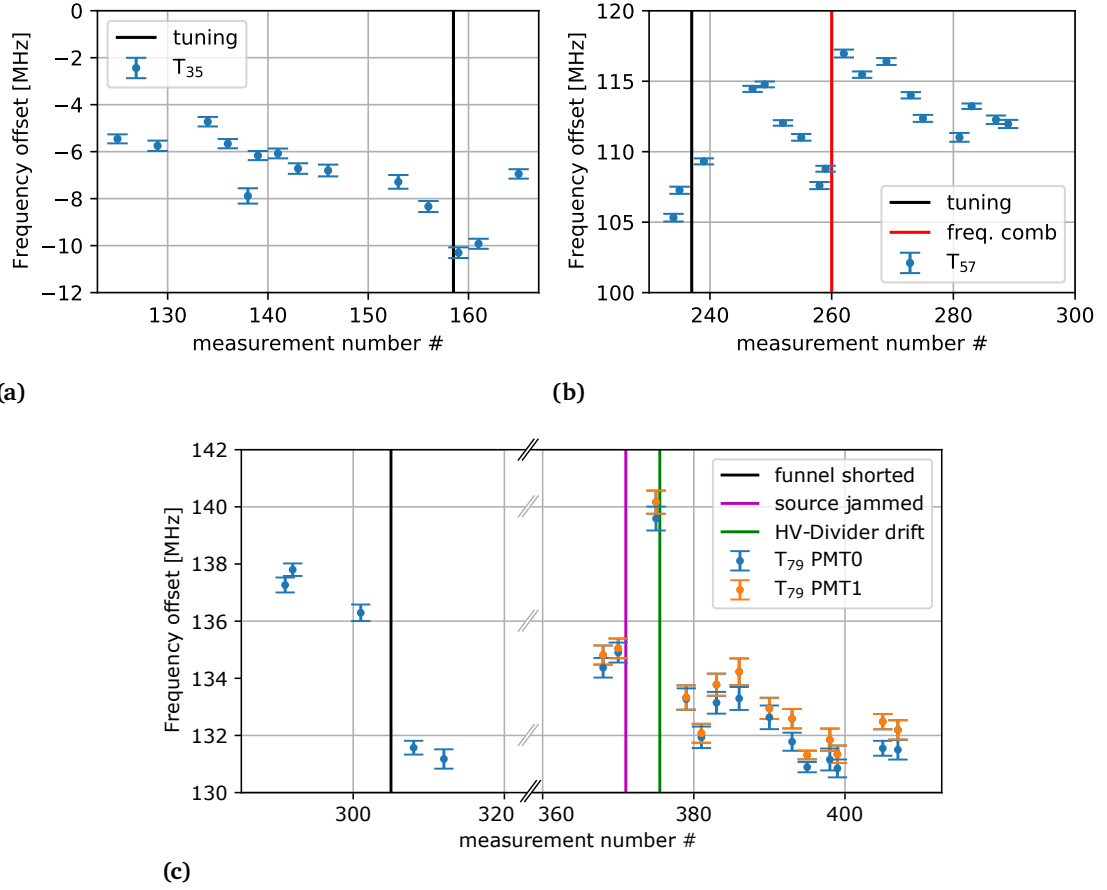 0
−2
−4
−6
−8
−10
−12
Frequency offset [MHz]
tuning
T35
130
140
150
160
measurement number #
(a)
120
115
110
105
100
Frequency offset [MHz]
tuning
freq. comb
T57
240
260
280
300
measurement number #
(b)
142
140
138
136
134
132
130
Frequency offset [MHz]
funnel shorted
source jammed
HV-Divider drift
T79 PMT0
T79 PMT1
300
320
360
380
400
measurement number #
(c)